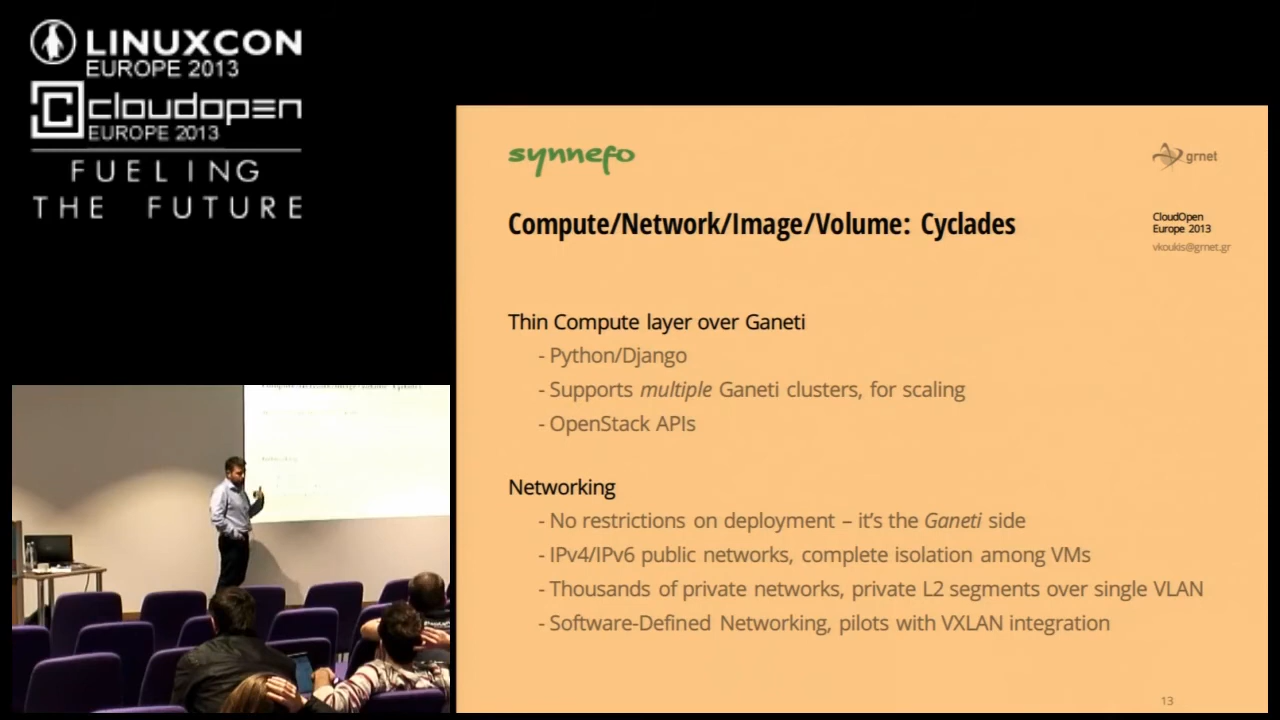 LINUXCON
EUROPE 2013
cloudopen
EUROPE 2013
FUELING
THE FUTURE
synnefo
grnet
Compute/Network/Image/Volume: Cyclades
CloudOpen
Europe 2013
vkoukis@grnet.gr
Thin Compute layer over Ganeti
- Python/Django
- Supports multiple Ganeti clusters, for scaling
- OpenStack APIs
Networking
- No restrictions on deployment – it’s the Ganeti side
- IPv4/IPv6 public networks, complete isolation among VMs
- Thousands of private networks, private L2 segments over single VLAN
- Software-Defined Networking, pilots with VXLAN integration
13